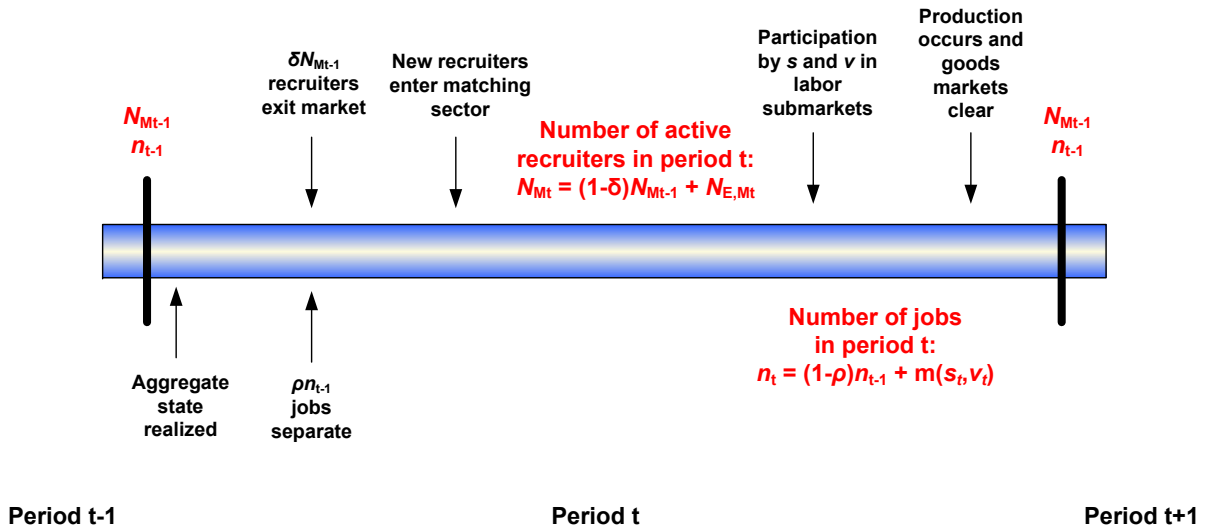 δN_Mt-1
recruiters
exit market
New recruiters
enter matching
sector
Participation
by s and v in
labor
submarkets
Production
occurs and
goods
markets
clear
N_Mt-1
n_t-1
Number of active
recruiters in period t:
N_Mt = (1-δ)N_Mt-1 + N_E,Mt
N_Mt-1
n_t-1
Aggregate
state
realized
ρn_t-1
jobs
separate
Number of jobs
in period t:
n_t = (1-ρ)n_t-1 + m(s_t,v_t)
Period t-1
Period t
Period t+1